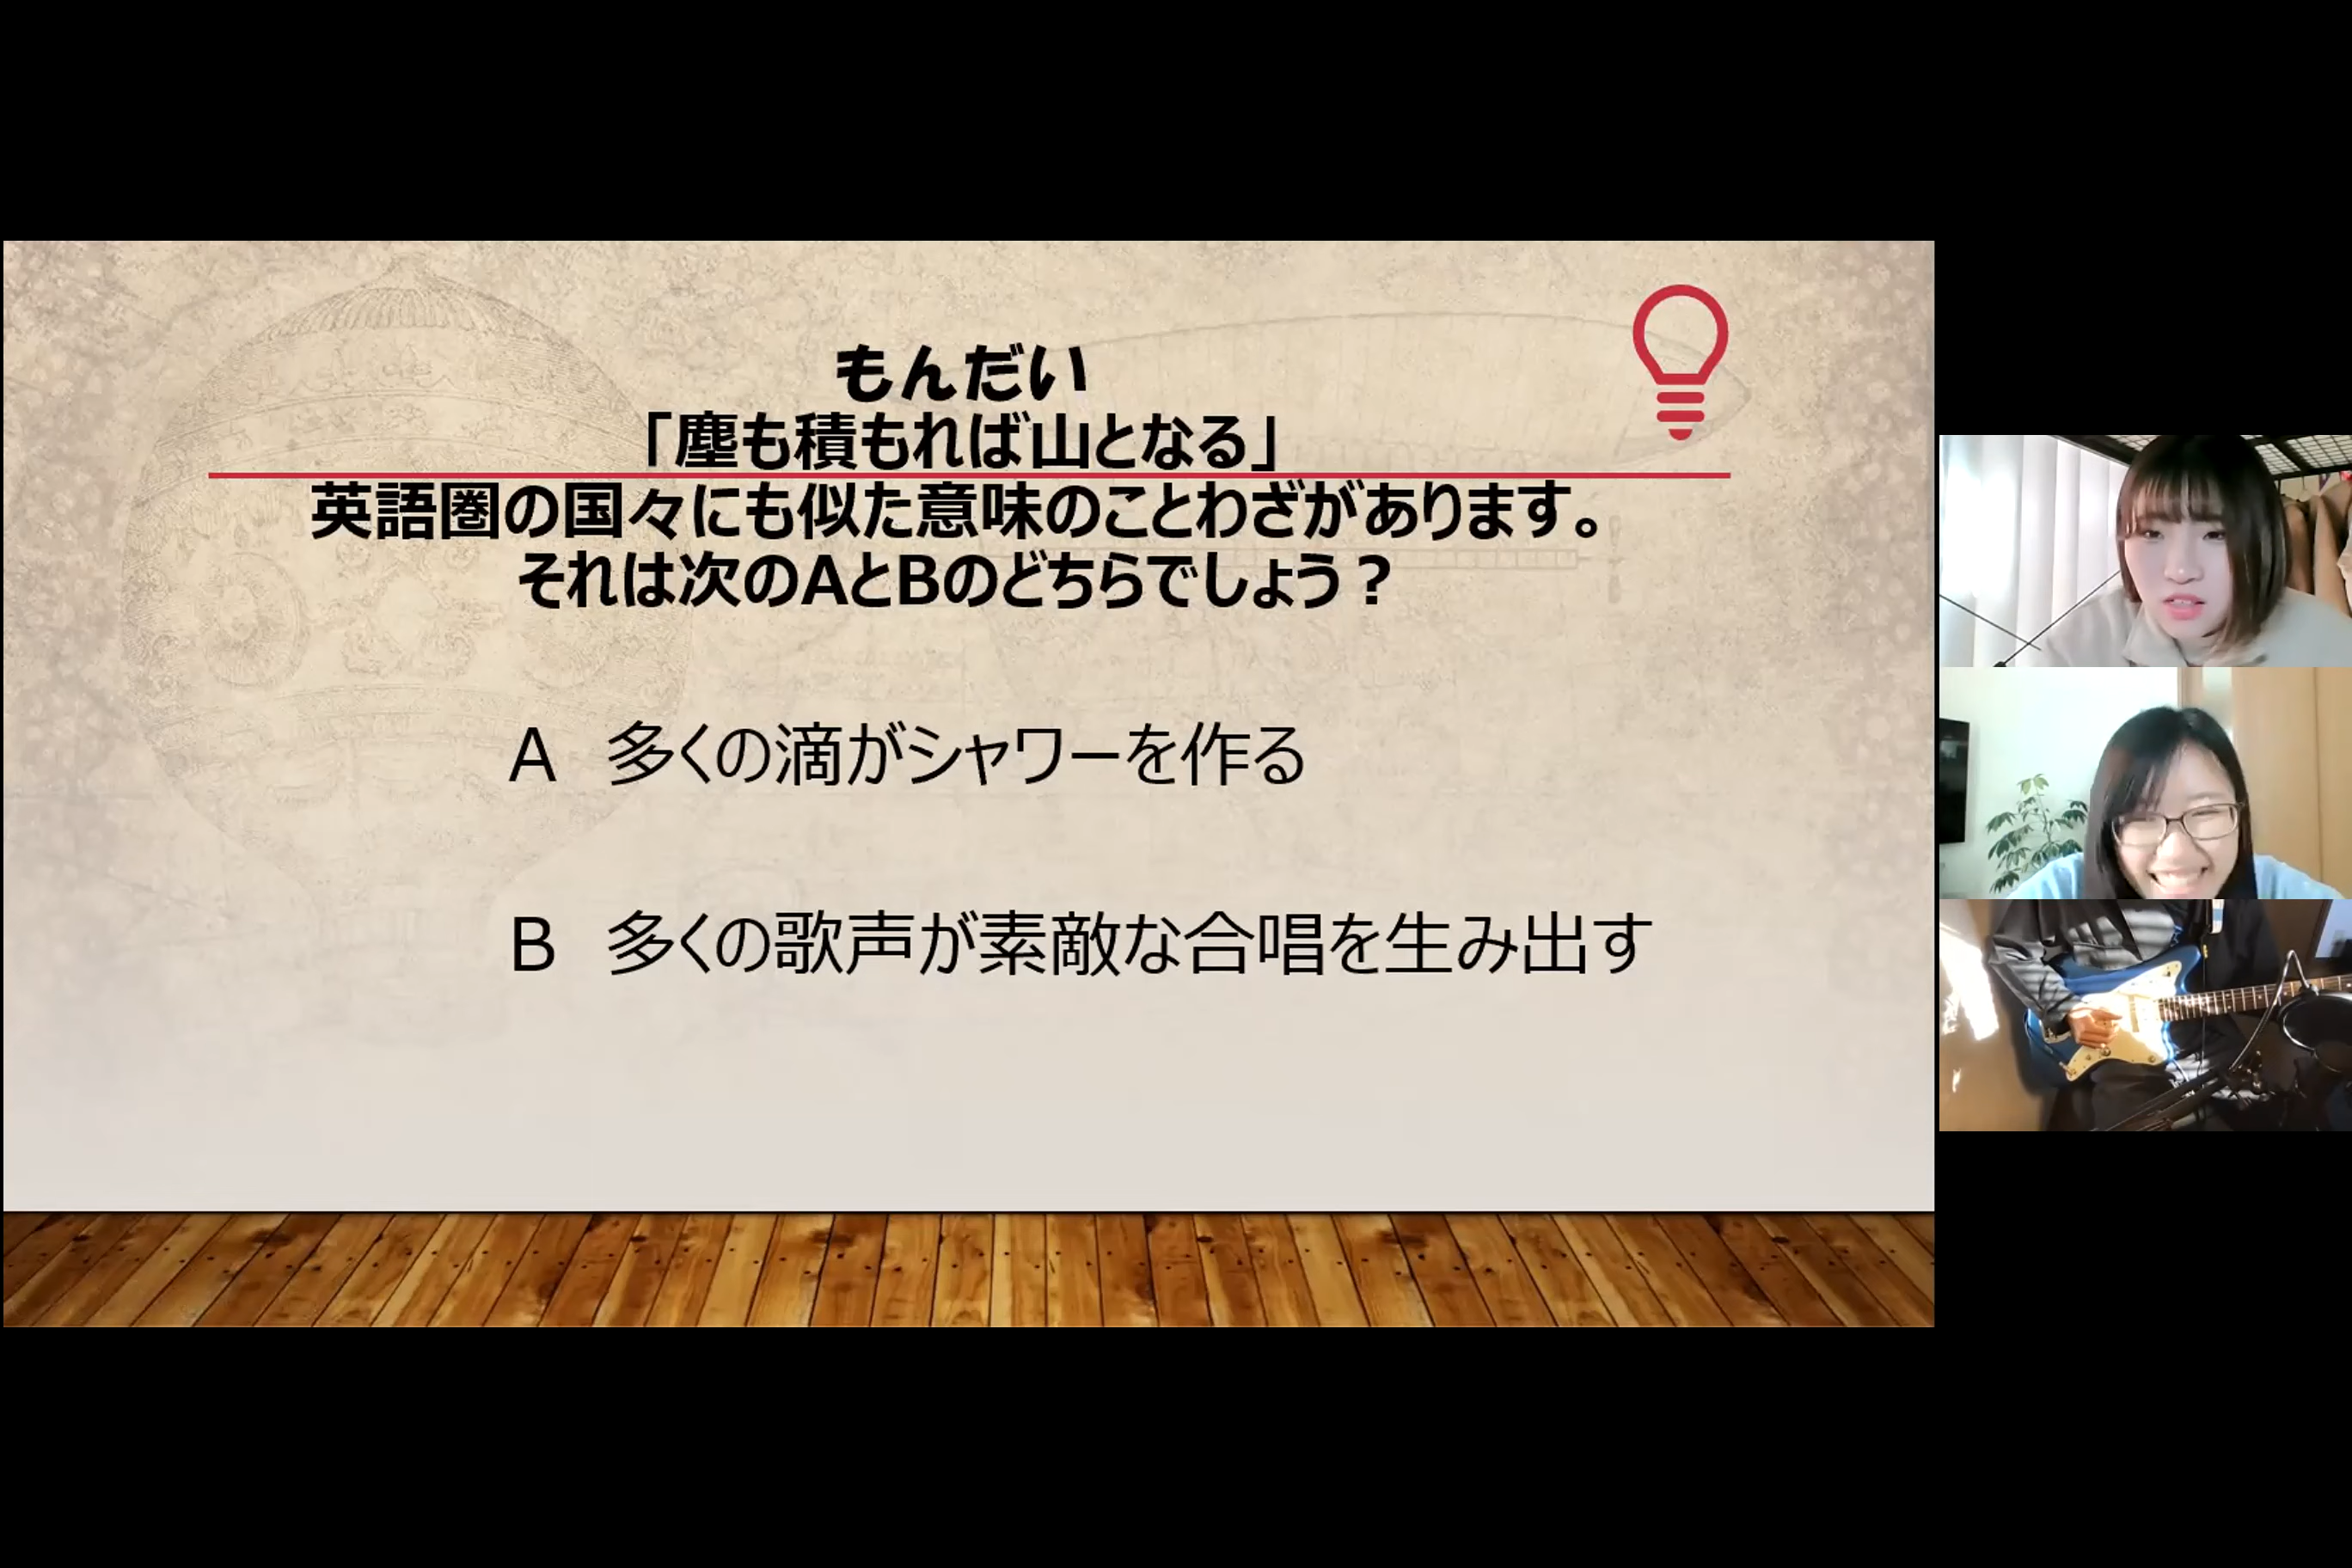 もんだい
「塵も積もれば山となる」
英語圏の国々にも似た意味のことわざがあります。
それは次のAとBのどちらでしょう？
A 多くの滴がシャワーを作る
B 多くの歌声が素敵な合唱を生み出す